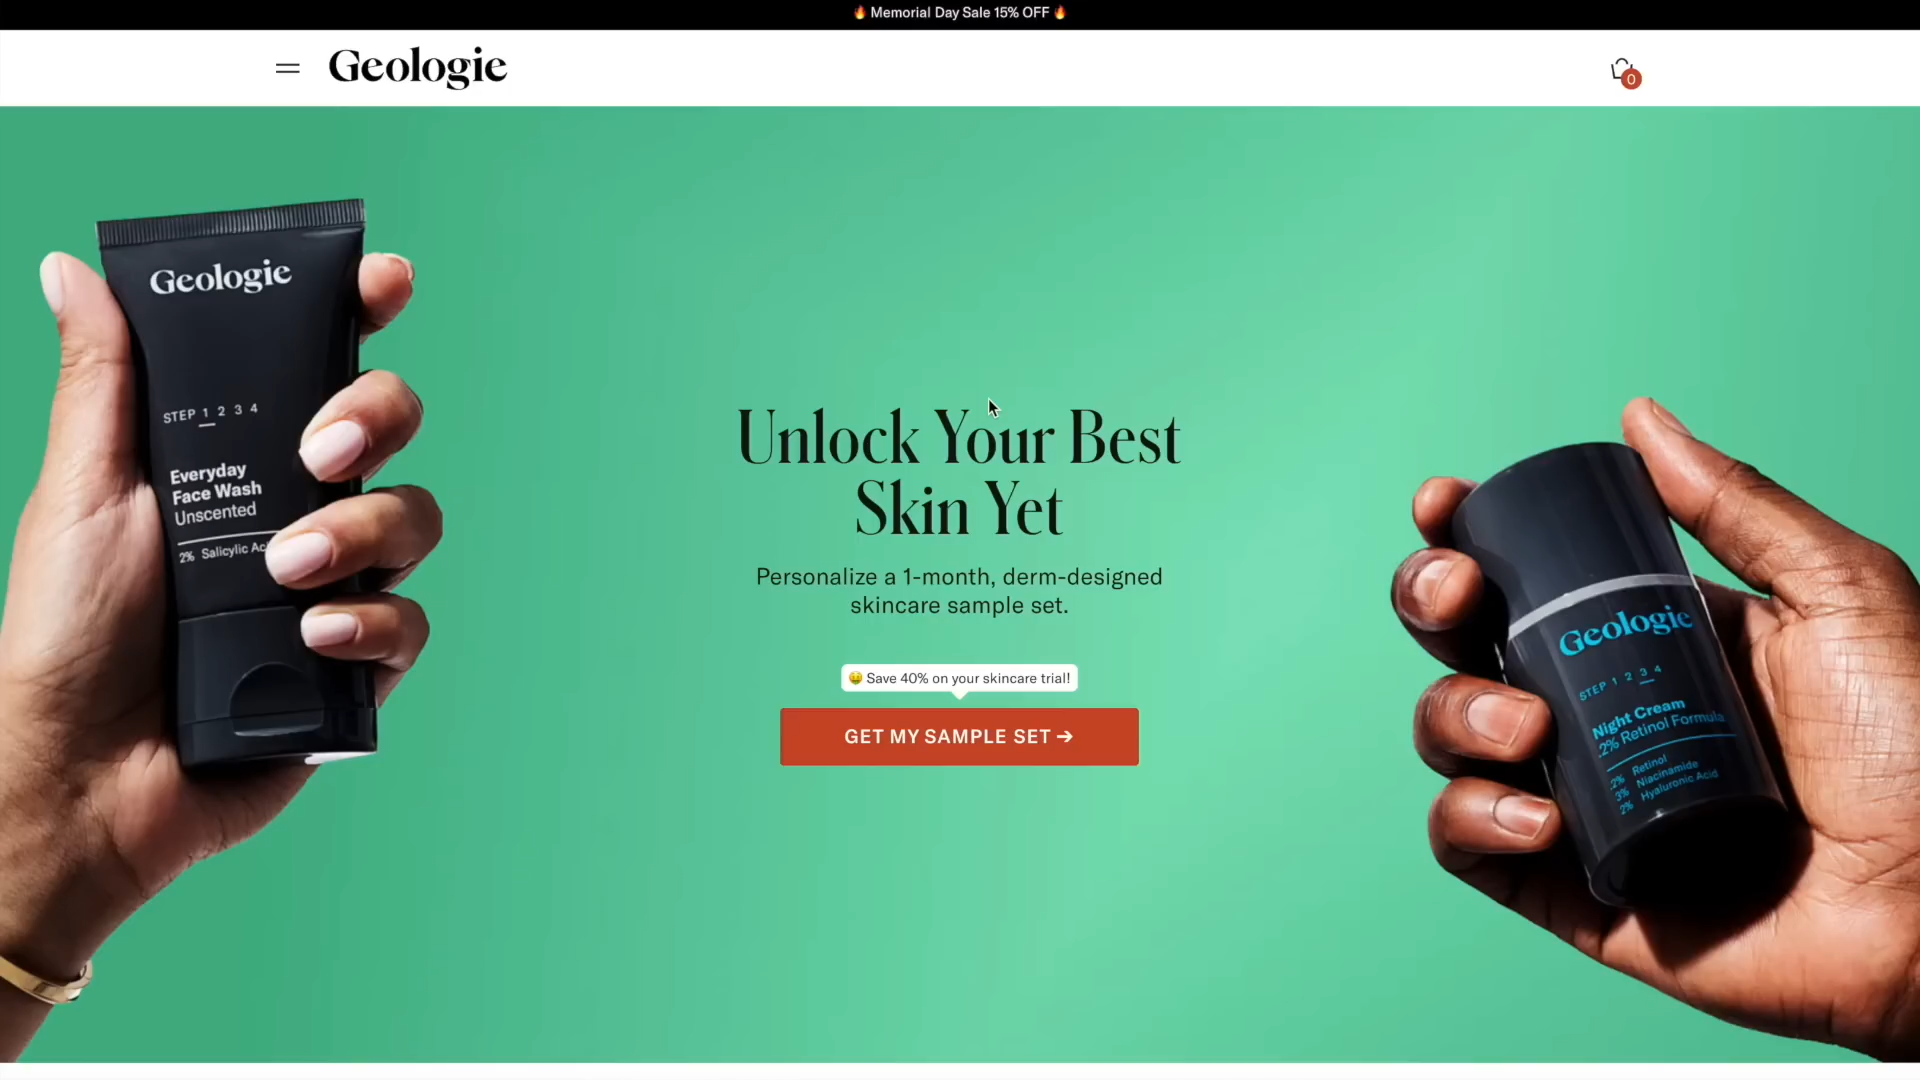 🔥 Memorial Day Sale 15% OFF 🔥
Geologie
0
Geologie
STEP 1 2 3 4
Everyday
Face Wash
Unscented
2% Salicylic Ac
Unlock Your Best
Skin Yet
Personalize a 1-month, derm-designed
skincare sample set.
🤑 Save 40% on your skincare trial!
GET MY SAMPLE SET →
Geologie
STEP 1 2 3 4
Night Cream
.2% Retinol Formula
.2% Retinol
3% Niacinamide
2% Hyaluronic Acid